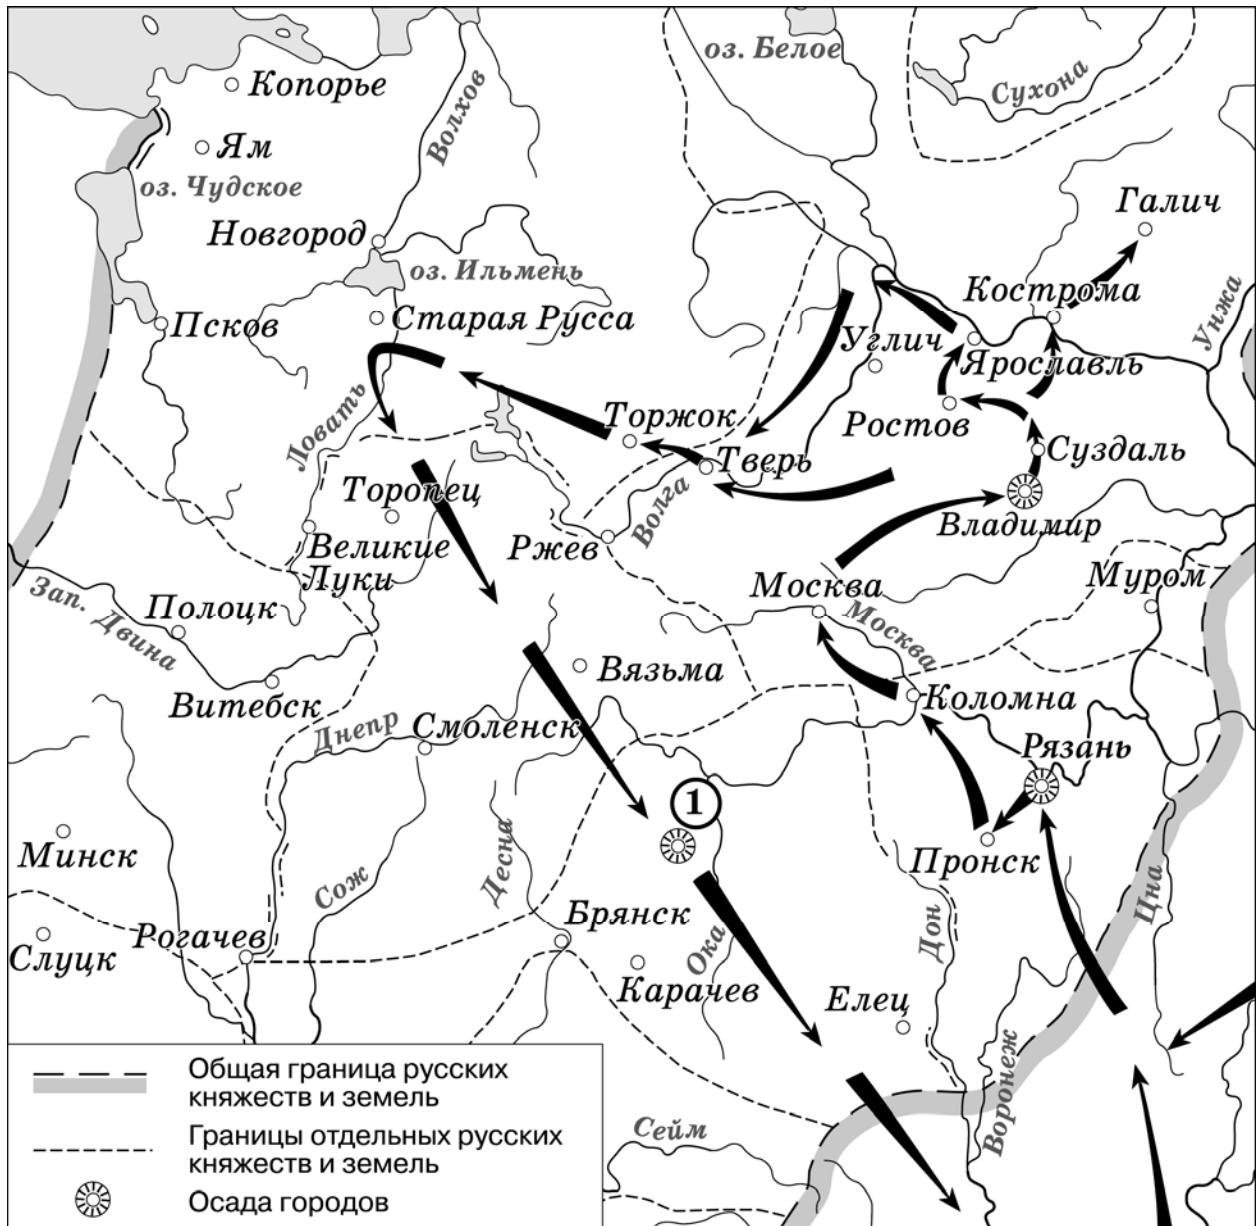 оз. Белое
Сухона
Копорье
Волхов
Ям
оз. Чудское
Галич
Новгород
оз. Ильмень
Кострома
Унжа
Псков
Старая Русса
Углич
Ярославль
Ловать
Торжок
Ростов
Тверь
Суздаль
Торопец
Волга
Владимир
Великие
Луки
Ржев
Москва
Муром
Зап. Двина
Полоцк
Москва
Вязьма
Витебск
Коломна
Днепр
Смоленск
Рязань
1
Минск
Десна
Пронск
Сож
Цна
Брянск
Дон
Рогачев
Слуцк
Ока
Карачев
Елец
Воронеж
Сейм
Общая граница русских
княжеств и земель
Границы отдельных русских
княжеств и земель
Осада городов